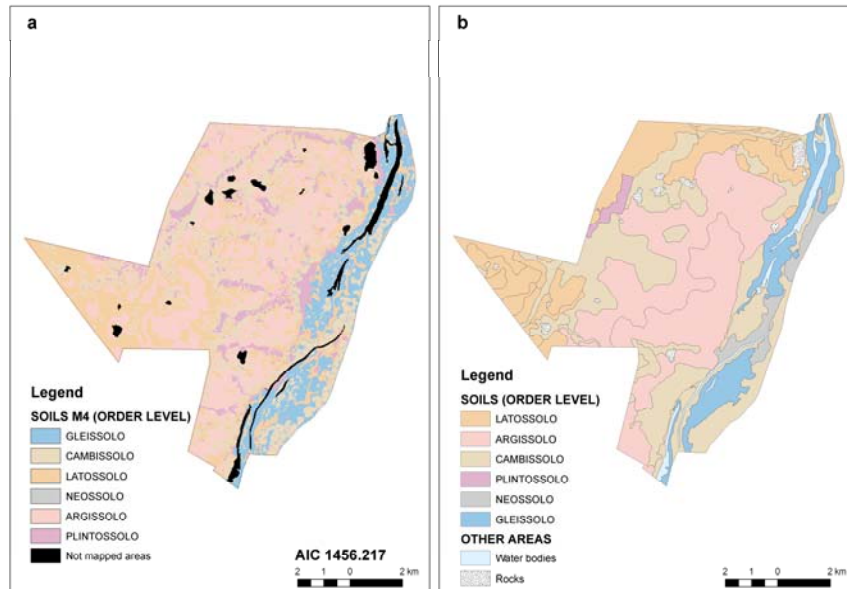 a
Legend
SOILS M4 (ORDER LEVEL)
GLEISSOLO
CAMBISSOLO
LATOSSOLO
NEOSSOLO
ARGISSOLO
PLINTOSSOLO
Not mapped areas
AIC 1456.217
2 1 0 2 km
b
Legend
SOILS (ORDER LEVEL)
LATOSSOLO
ARGISSOLO
CAMBISSOLO
PLINTOSSOLO
NEOSSOLO
GLEISSOLO
OTHER AREAS
Water bodies
Rocks
2 1 0 2 km